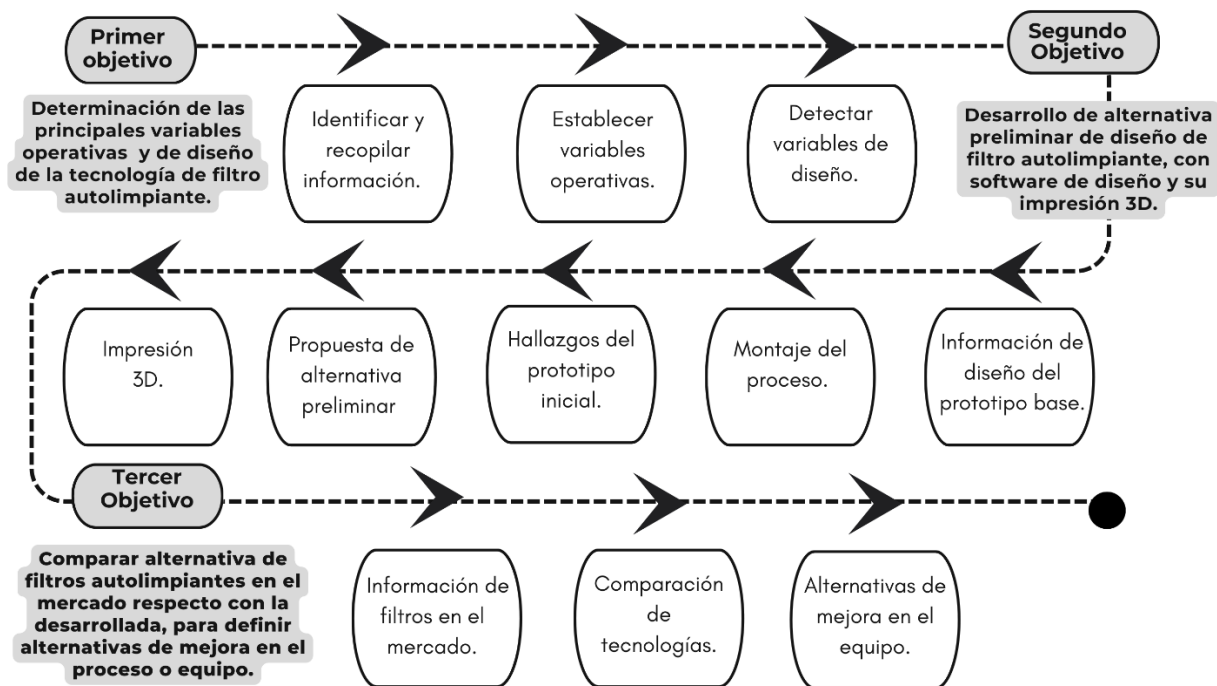 Primer
objetivo
Determinación de las
principales variables
operativas y de diseño
de la tecnología de filtro
autolimpiante.
Identificar y
recopilar
información.
Establecer
variables
operativas.
Detectar
variables de
diseño.
Segundo
Objetivo
Desarrollo de alternativa
preliminar de diseño de
filtro autolimpiante, con
software de diseño y su
impresión 3D.
Información de
diseño del
prototipo base.
Montaje del
proceso.
Hallazgos del
prototipo
inicial.
Propuesta de
alternativa
preliminar
Impresión
3D.
Tercer
Objetivo
Comparar alternativa de
filtros autolimpiantes en el
mercado respecto con la
desarrollada, para definir
alternativas de mejora en el
proceso o equipo.
Información de
filtros en el
mercado.
Comparación
de
tecnologías.
Alternativas de
mejora en el
equipo.